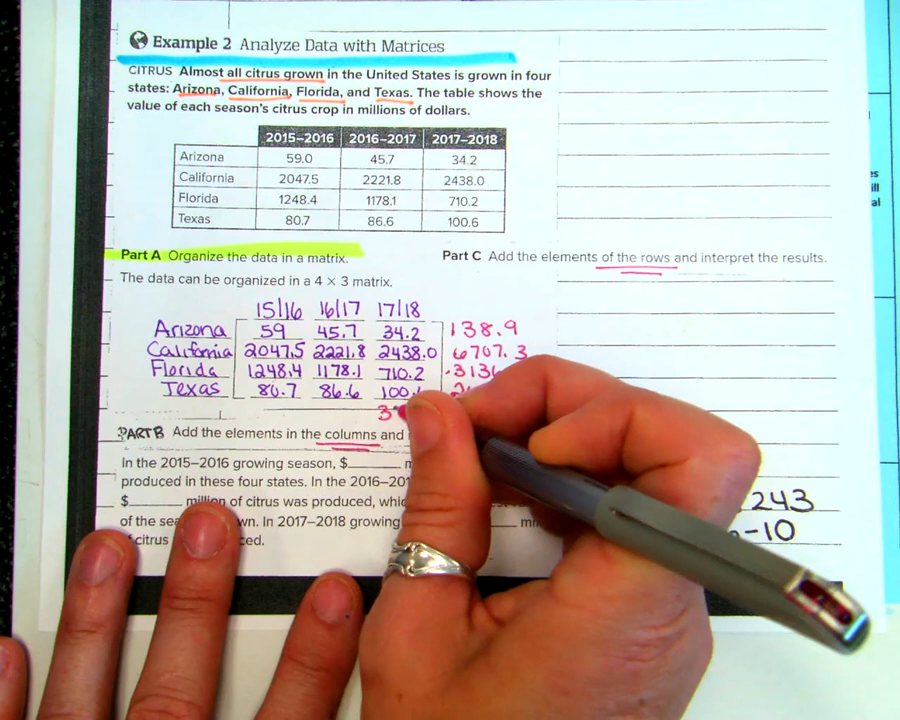 Example 2 Analyze Data with Matrices
CITRUS Almost all citrus grown in the United States is grown in four
states: Arizona, California, Florida, and Texas. The table shows the
value of each season's citrus crop in millions of dollars.
2015–2016 2016–2017 2017–2018
Arizona 59.0 45.7 34.2
California 2047.5 2221.8 2438.0
Florida 1248.4 1178.1 710.2
Texas 80.7 86.6 100.6
Part A Organize the data in a matrix.
The data can be organized in a 4 × 3 matrix.
15|16 16|17 17|18
Arizona 59 45.7 34.2 138.9
California 2047.5 2221.8 2438.0 6707.3
Florida 1248.4 1178.1 710.2 3136
Texas 80.7 86.6 100.
3
PART B Add the elements in the columns and
In the 2015–2016 growing season, $
produced in these four states. In the 2016–201
$ million of citrus was produced,
of the 
wn. In 2017–2018 growing
citrus
Part C Add the elements of the rows and interpret the results.
243
-10